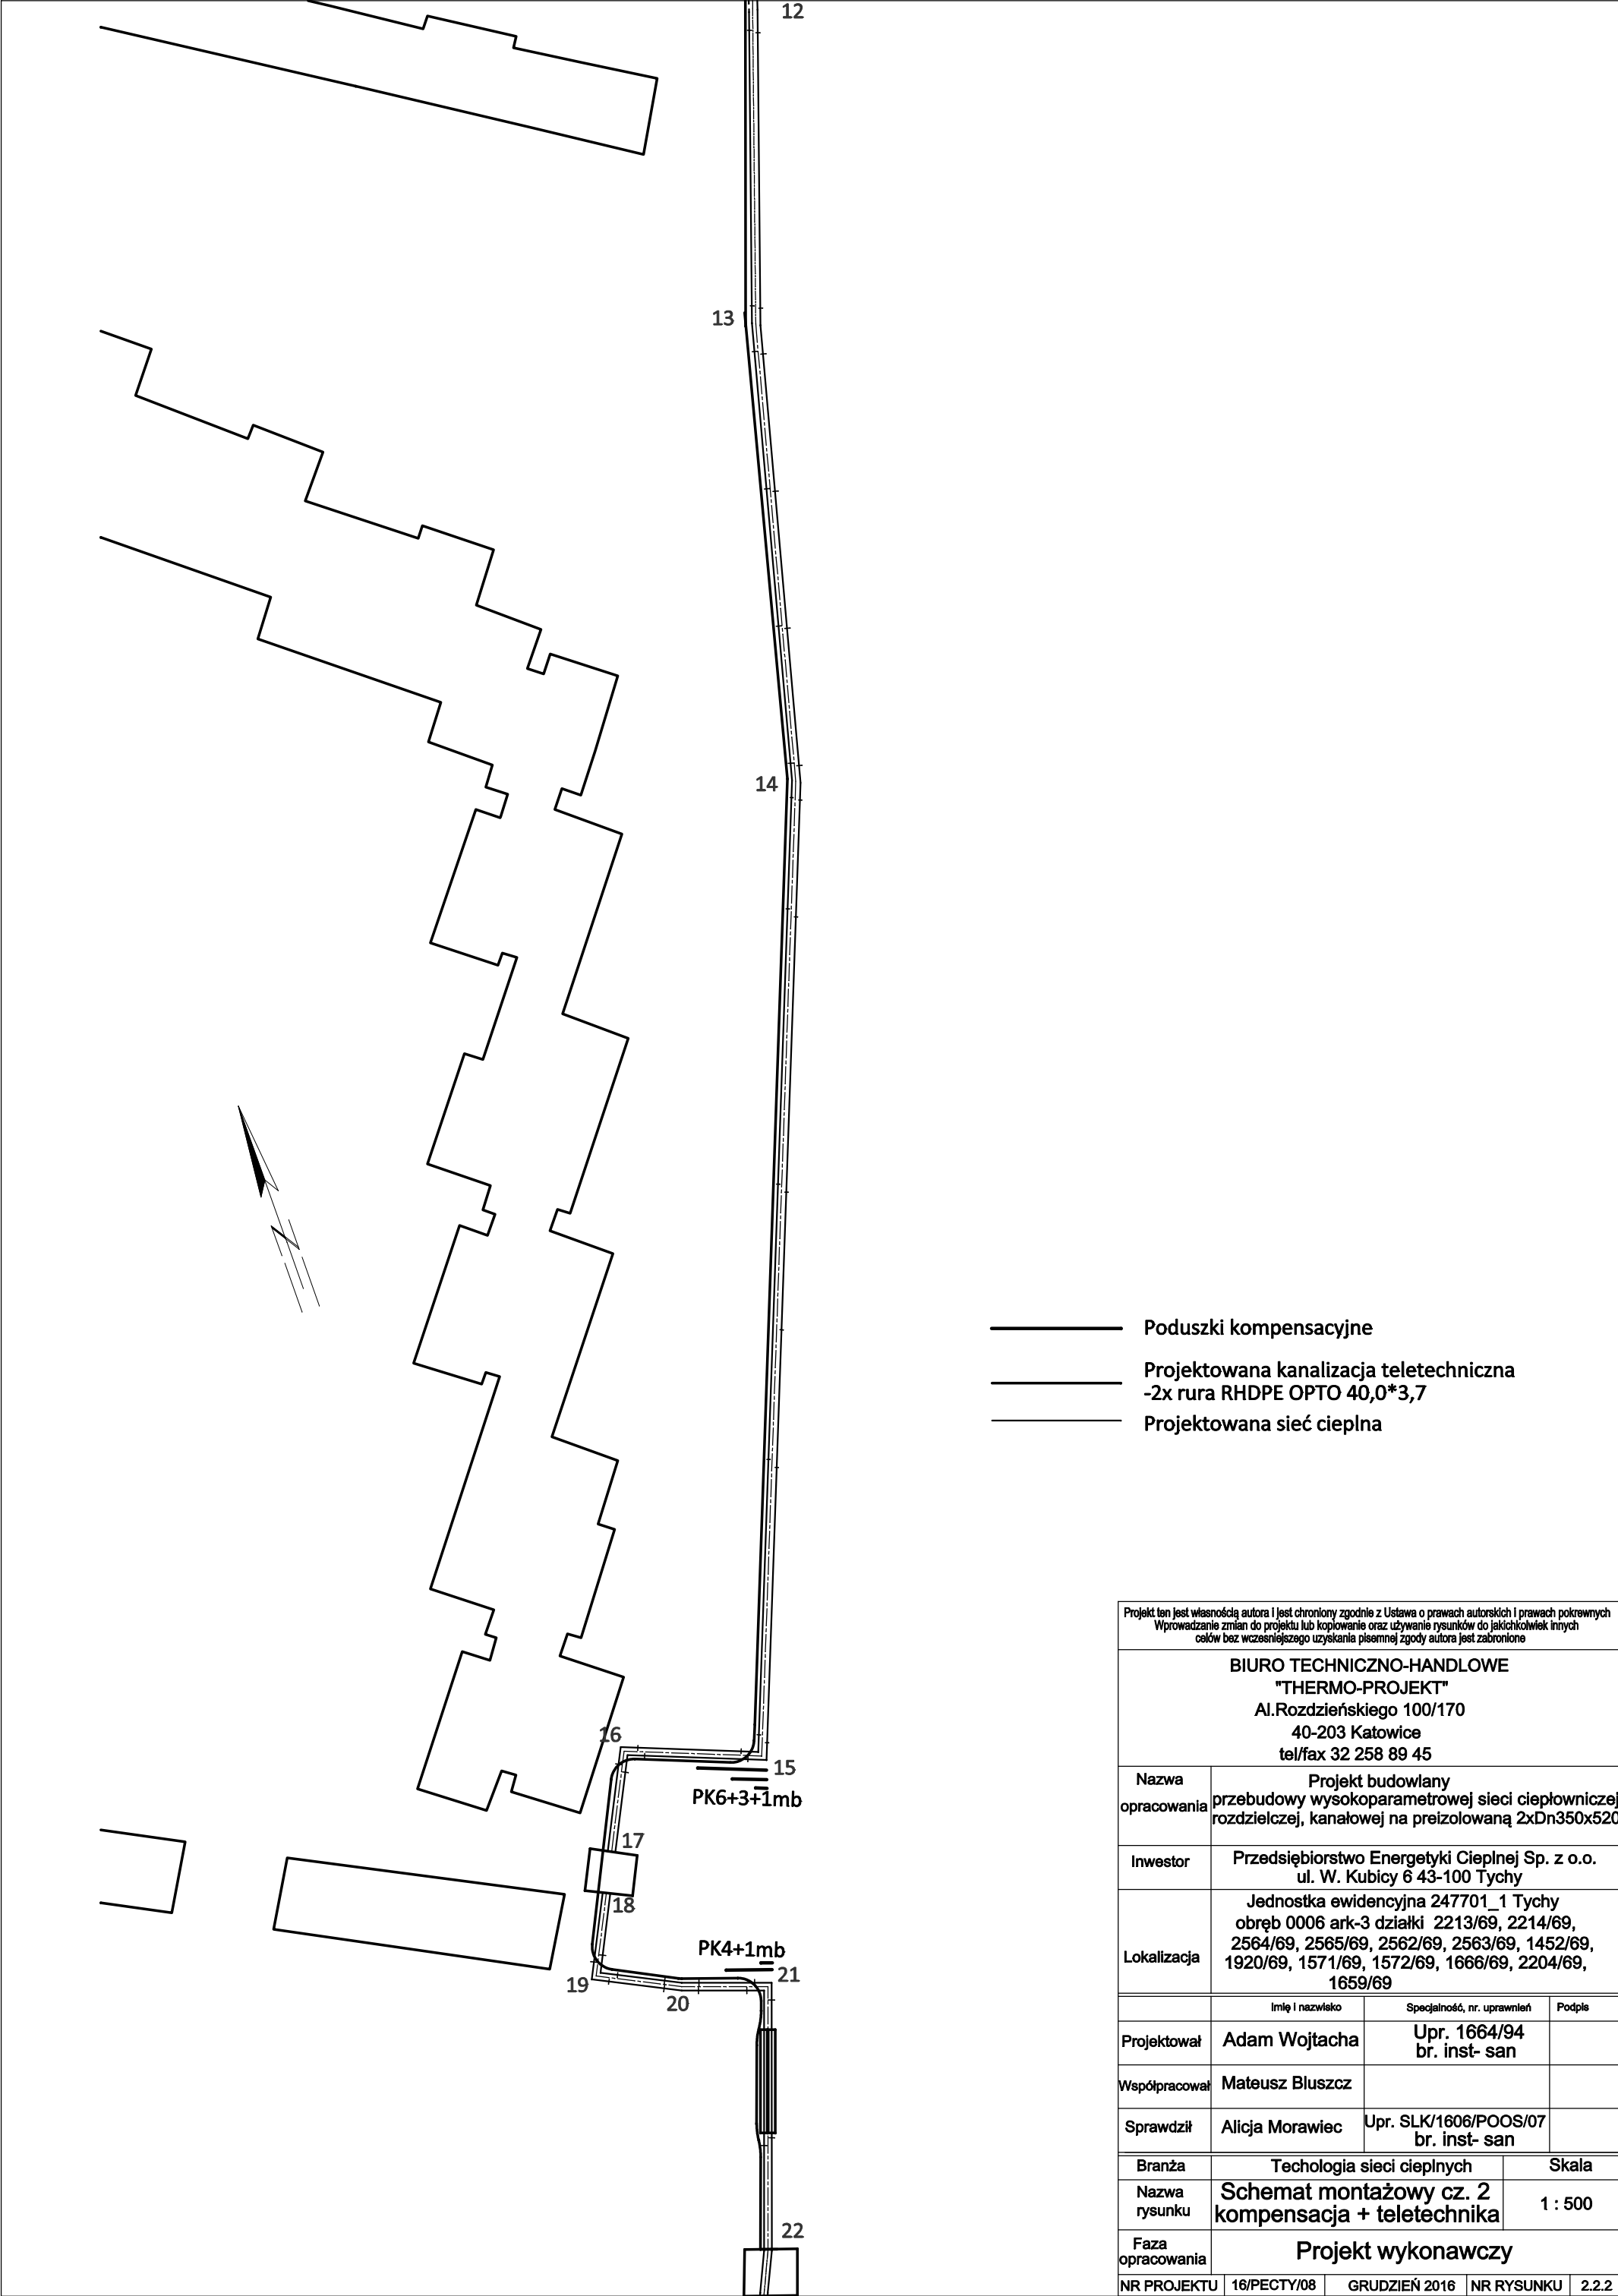 12
13
14
Poduszki kompensacyjne
Projektowana kanalizacja teletechniczna
-2x rura RHDPE OPTO 40,0*3,7
Projektowana sieć cieplna
16
15
PK6+3+1mb
17
18
PK4+1mb
19
20
21
22
Projekt ten jest własnością autora i jest chroniony zgodnie z Ustawa o prawach autorskich i prawach pokrewnych
Wprowadzanie zmian do projektu lub kopiowanie oraz używanie rysunków do jakichkolwiek innych
celów bez wczesniejszego uzyskania pisemnej zgody autora jest zabronione
BIURO TECHNICZNO-HANDLOWE
"THERMO-PROJEKT"
Al.Rozdzieńskiego 100/170
40-203 Katowice
tel/fax 32 258 89 45
Nazwa opracowania
Projekt budowlany
przebudowy wysokoparametrowej sieci ciepłowniczej
rozdzielczej, kanałowej na preizolowaną 2xDn350x520
Inwestor
Przedsiębiorstwo Energetyki Cieplnej Sp. z o.o.
ul. W. Kubicy 6 43-100 Tychy
Lokalizacja
Jednostka ewidencyjna 247701_1 Tychy
obręb 0006 ark-3 działki 2213/69, 2214/69,
2564/69, 2565/69, 2562/69, 2563/69, 1452/69,
1920/69, 1571/69, 1572/69, 1666/69, 2204/69,
1659/69
Imię i nazwisko Specjalność, nr. uprawnień Podpis
Projektował Adam Wojtacha Upr. 1664/94
br. inst- san
Współpracował Mateusz Bluszcz
Sprawdził Alicja Morawiec Upr. SLK/1606/POOS/07
br. inst- san
Branża Techologia sieci cieplnych Skala
Nazwa rysunku
Schemat montażowy cz. 2
kompensacja + teletechnika
1 : 500
Faza opracowania
Projekt wykonawczy
NR PROJEKTU 16/PECTY/08 GRUDZIEŃ 2016 NR RYSUNKU 2.2.2